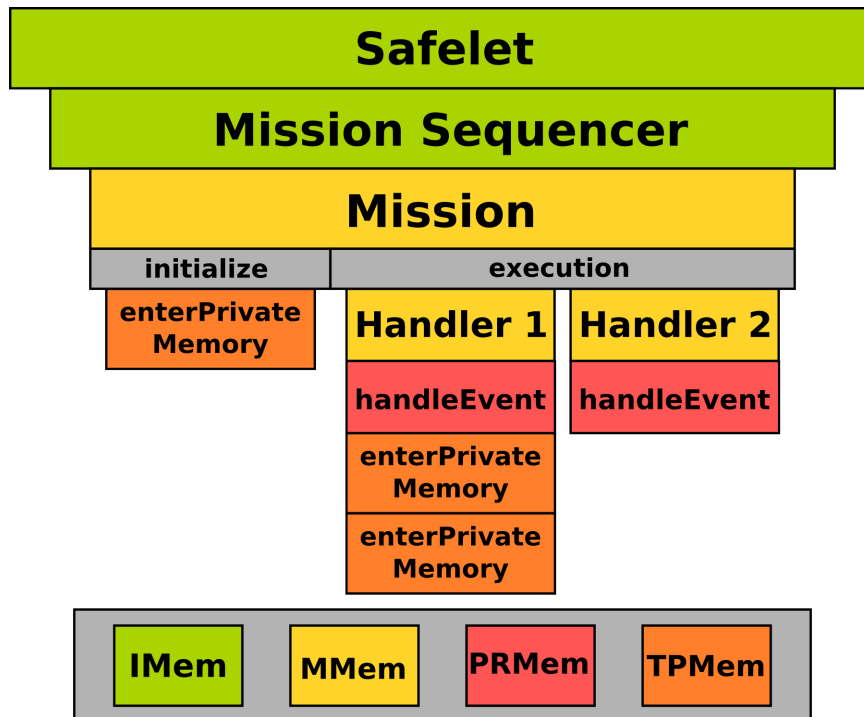 Safelet
Mission Sequencer
Mission
initialize execution
enterPrivate
Memory
Handler 1 Handler 2
handleEvent handleEvent
enterPrivate
Memory
enterPrivate
Memory
IMem MMem PRMem TPMem